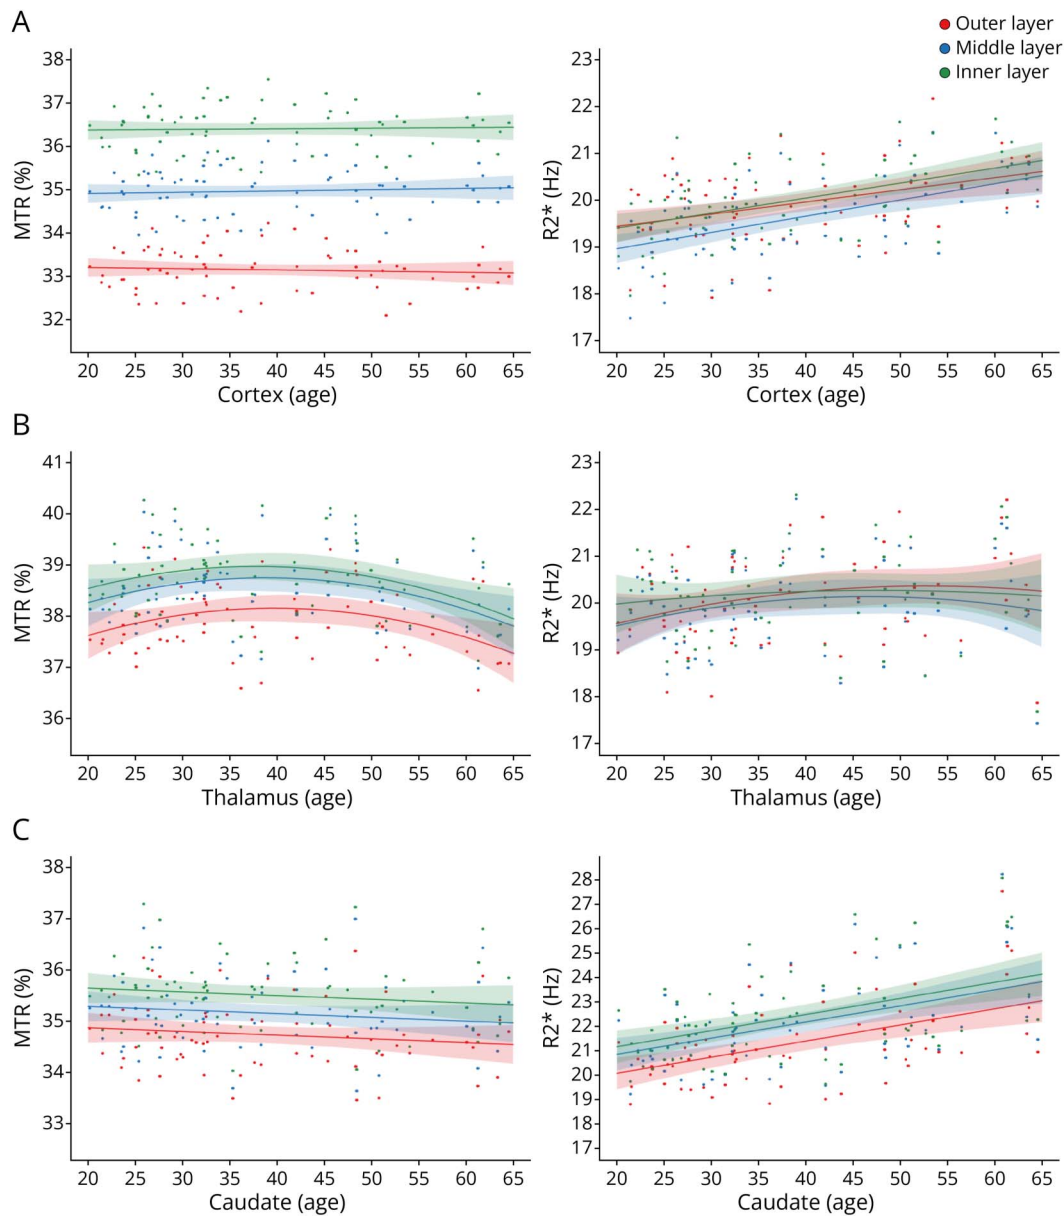 A
Outer layer
Middle layer
Inner layer
38
37
36
35
34
33
32
MTR (%)
20 25 30 35 40 45 50 55 60 65
Cortex (age)
23
22
21
20
19
18
17
R2* (Hz)
20 25 30 35 40 45 50 55 60 65
Cortex (age)
B
41
40
39
38
37
36
MTR (%)
20 25 30 35 40 45 50 55 60 65
Thalamus (age)
23
22
21
20
19
18
17
R2* (Hz)
20 25 30 35 40 45 50 55 60 65
Thalamus (age)
C
38
37
36
35
34
33
MTR (%)
20 25 30 35 40 45 50 55 60 65
Caudate (age)
28
27
26
25
24
23
22
21
20
19
18
17
R2* (Hz)
20 25 30 35 40 45 50 55 60 65
Caudate (age)